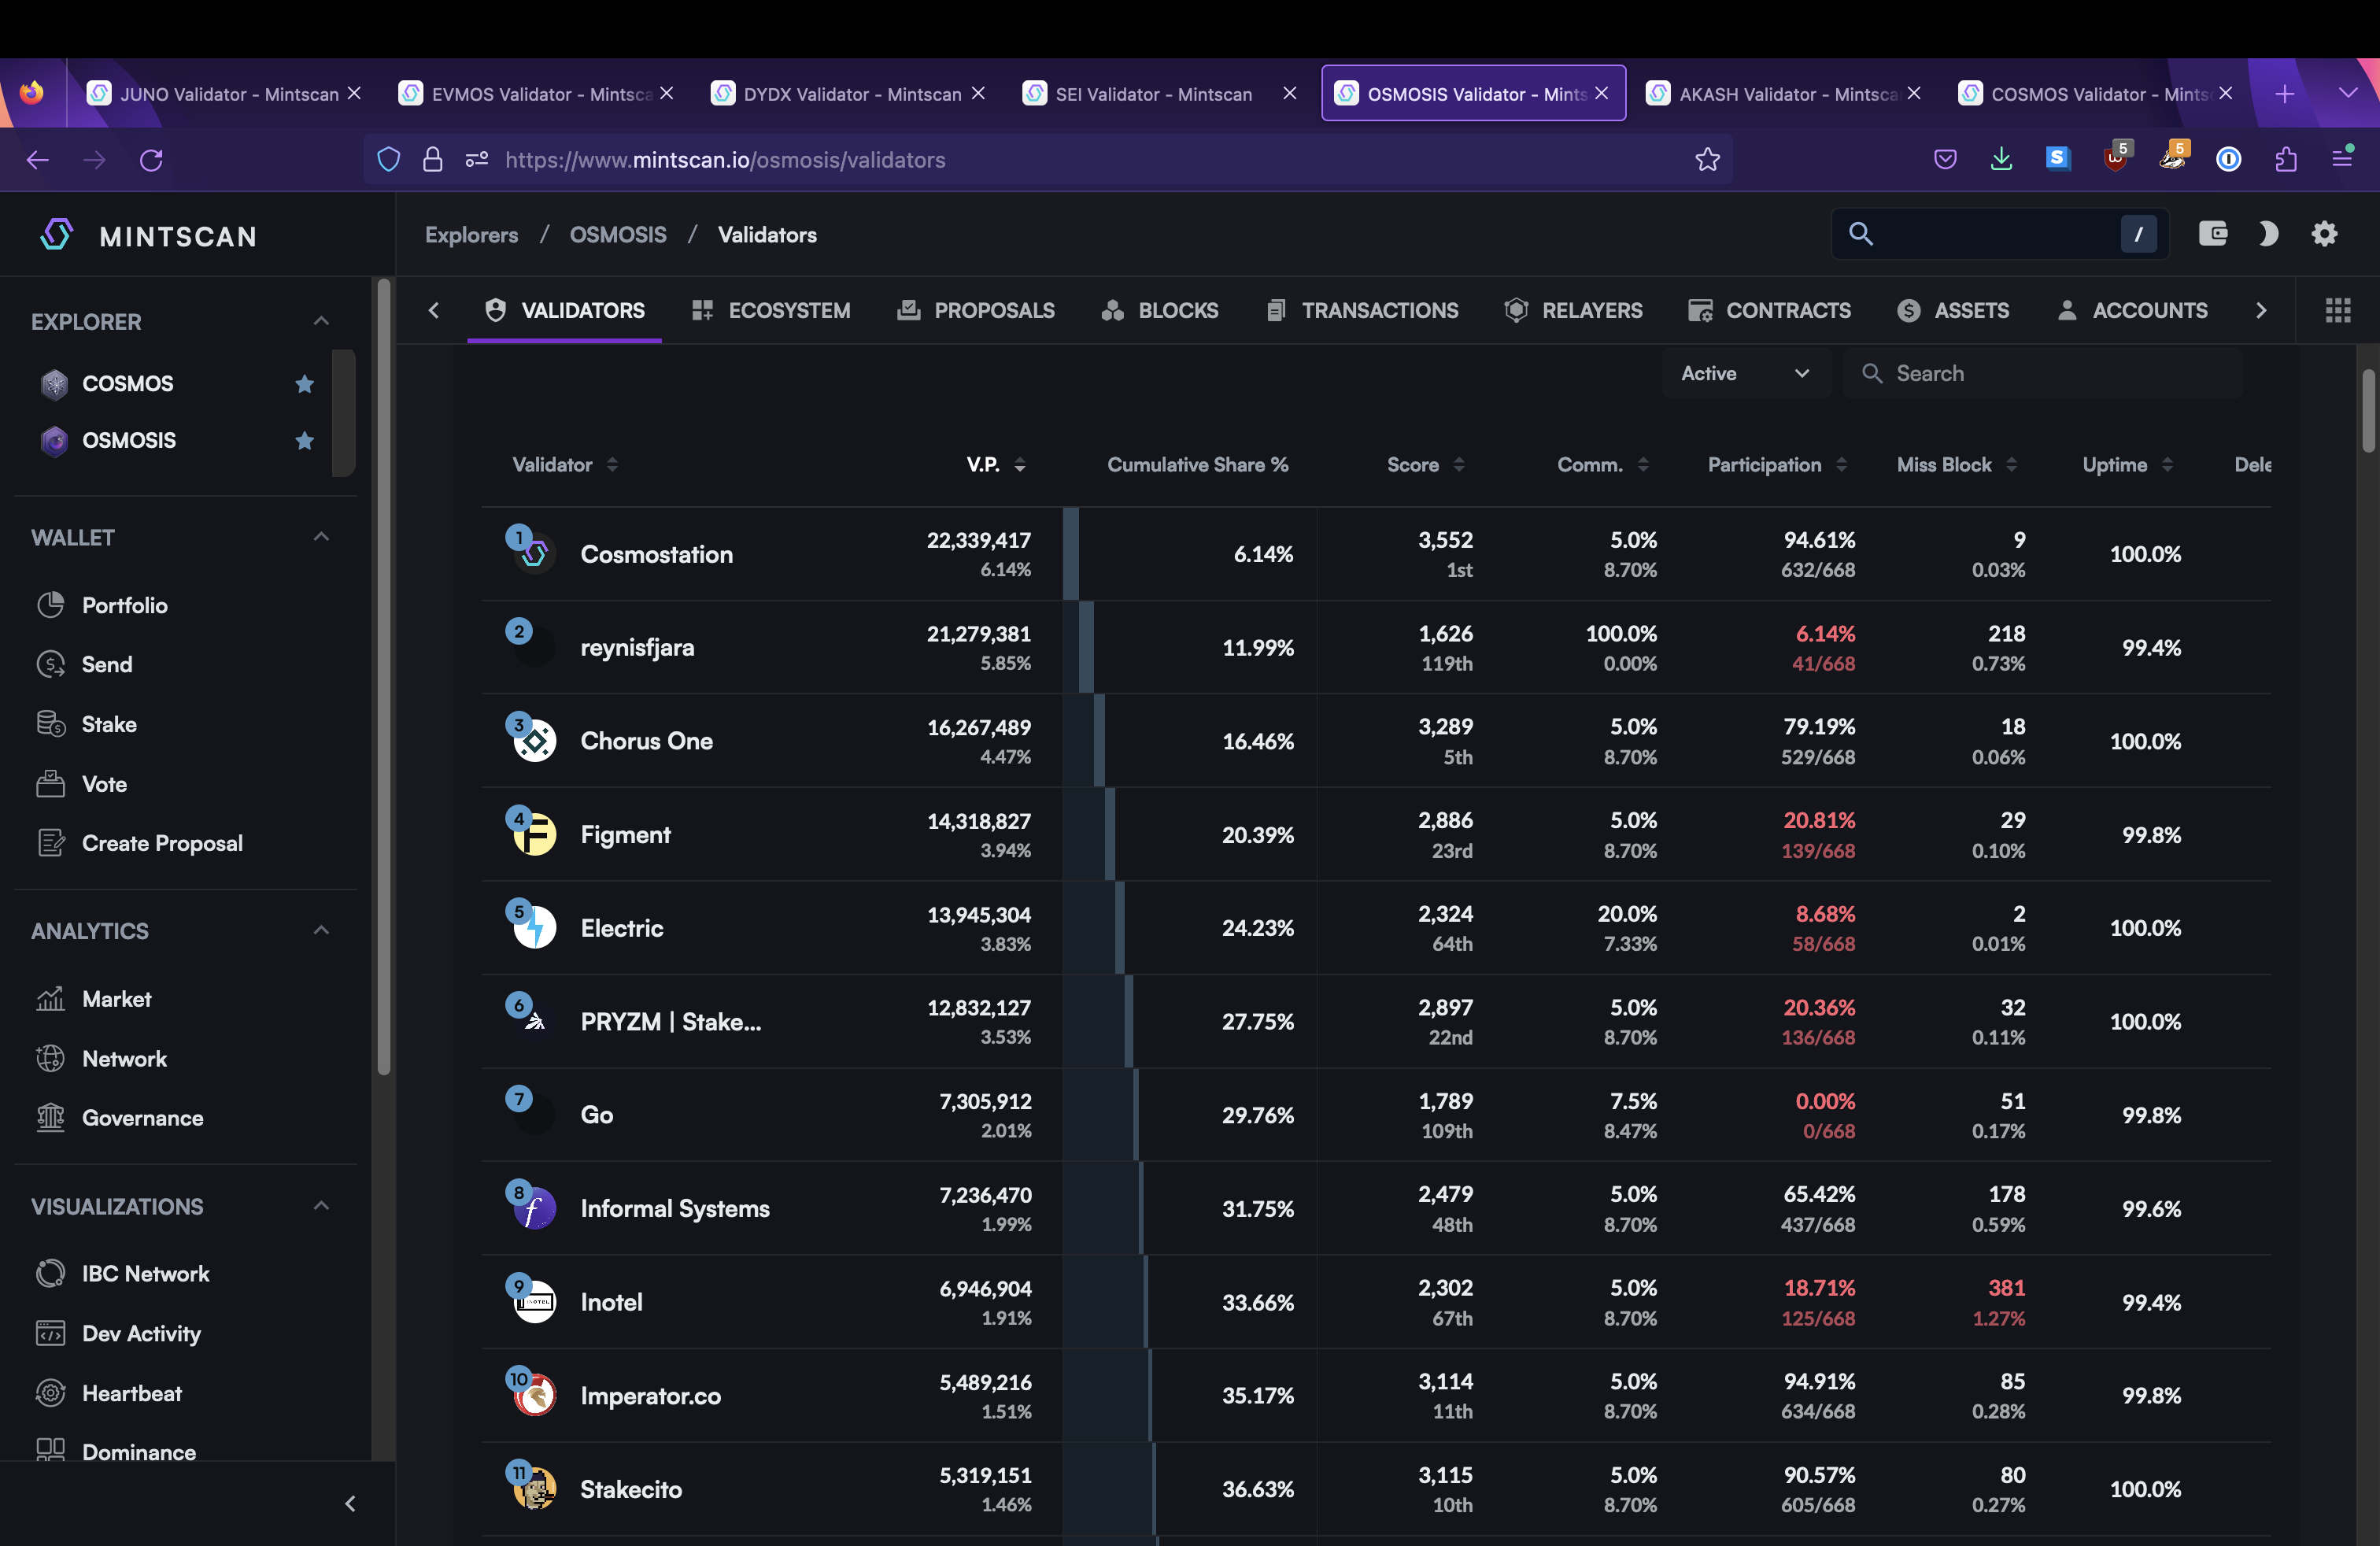 JUNO Validator - Mintscan
EVMOS Validator - Mintsca
DYDX Validator - Mintscan
SEI Validator - Mintscan
OSMOSIS Validator - Mints
AKASH Validator - Mintsca
COSMOS Validator - Mints
https://www.mintscan.io/osmosis/validators
S
5
5
MINTSCAN
Explorers / OSMOSIS / Validators
/
EXPLORER
COSMOS
OSMOSIS
WALLET
Portfolio
Send
Stake
Vote
Create Proposal
ANALYTICS
Market
Network
Governance
VISUALIZATIONS
IBC Network
Dev Activity
Heartbeat
Dominance
VALIDATORS ECOSYSTEM PROPOSALS BLOCKS TRANSACTIONS RELAYERS CONTRACTS ASSETS ACCOUNTS
Active
Search
Validator V.P. Cumulative Share % Score Comm. Participation Miss Block Uptime Dele
1 Cosmostation 22,339,417 6.14% 3,552 5.0% 94.61% 9 100.0%
6.14% 1st 8.70% 632/668 0.03%
2 reynisfjara 21,279,381 11.99% 1,626 100.0% 6.14% 218 99.4%
5.85% 119th 0.00% 41/668 0.73%
3 Chorus One 16,267,489 16.46% 3,289 5.0% 79.19% 18 100.0%
4.47% 5th 8.70% 529/668 0.06%
4 Figment 14,318,827 20.39% 2,886 5.0% 20.81% 29 99.8%
3.94% 23rd 8.70% 139/668 0.10%
5 Electric 13,945,304 24.23% 2,324 20.0% 8.68% 2 100.0%
3.83% 64th 7.33% 58/668 0.01%
6 PRYZM | Stake... 12,832,127 27.75% 2,897 5.0% 20.36% 32 100.0%
3.53% 22nd 8.70% 136/668 0.11%
7 Go 7,305,912 29.76% 1,789 7.5% 0.00% 51 99.8%
2.01% 109th 8.47% 0/668 0.17%
8 Informal Systems 7,236,470 31.75% 2,479 5.0% 65.42% 178 99.6%
1.99% 48th 8.70% 437/668 0.59%
9 INOTEL Inotel 6,946,904 33.66% 2,302 5.0% 18.71% 381 99.4%
1.91% 67th 8.70% 125/668 1.27%
10 Imperator.co 5,489,216 35.17% 3,114 5.0% 94.91% 85 99.8%
1.51% 11th 8.70% 634/668 0.28%
11 Stakecito 5,319,151 36.63% 3,115 5.0% 90.57% 80 100.0%
1.46% 10th 8.70% 605/668 0.27%